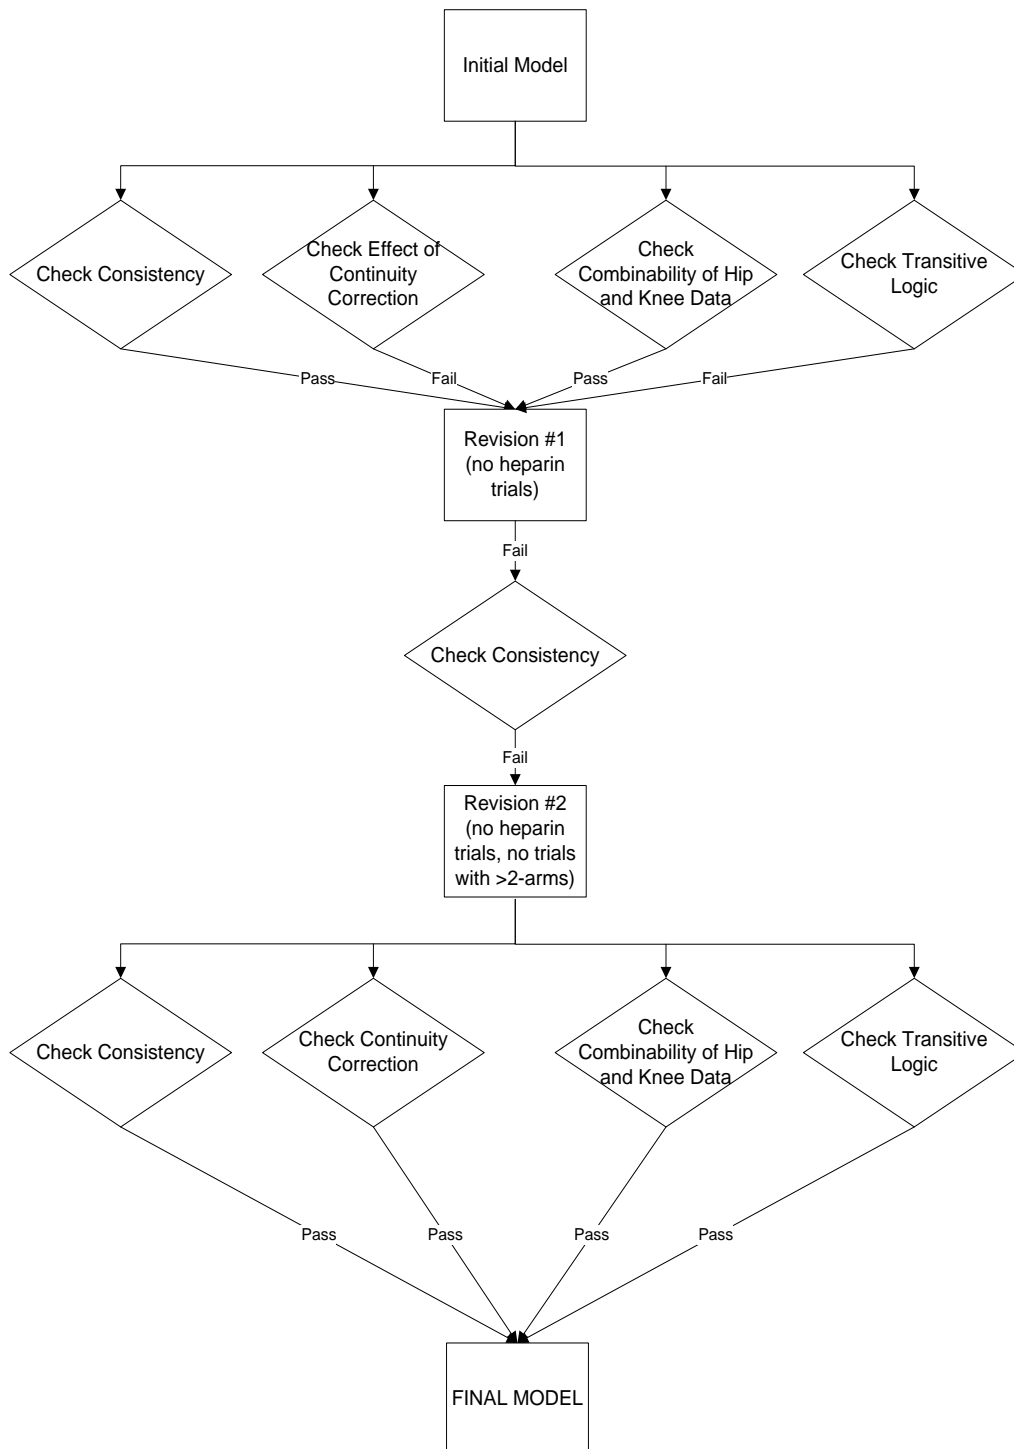 Initial Model
Check Consistency
Check Effect of
Continuity
Correction
Check
Combinability of Hip
and Knee Data
Check Transitive
Logic
Pass
Fail
Pass
Fail
Revision #1
(no heparin
trials)
Fail
Check Consistency
Fail
Revision #2
(no heparin
trials, no trials
with >2-arms)
Check Consistency
Check Continuity
Correction
Check
Combinability of Hip
and Knee Data
Check Transitive
Logic
Pass
Pass
Pass
Pass
FINAL MODEL